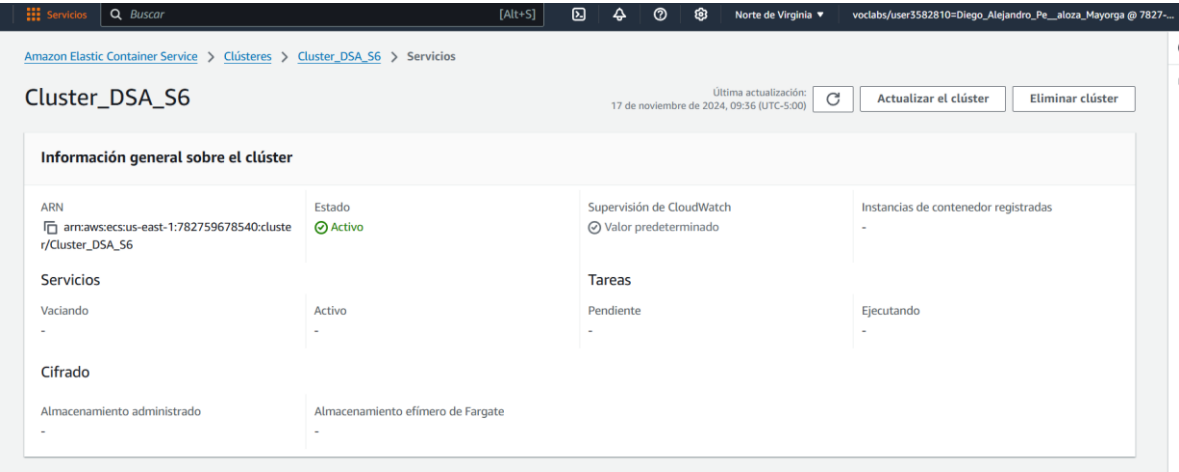 Servicios Buscar [Alt+S] Norte de Virginia ▼ voclabs/user3582810=Diego_Alejandro_Pe__aloza_Mayorga @ 7827-...
Amazon Elastic Container Service > Clústeres > Cluster_DSA_S6 > Servicios
Cluster_DSA_S6
Última actualización:
17 de noviembre de 2024, 09:36 (UTC-5:00)
Actualizar el clúster
Eliminar clúster
Información general sobre el clúster
ARN
arn:aws:ecs:us-east-1:782759678540:cluste
r/Cluster_DSA_S6
Estado
Activo
Supervisión de CloudWatch
Valor predeterminado
Instancias de contenedor registradas
-
Servicios
Vaciando
-
Activo
-
Tareas
Pendiente
-
Ejecutando
-
Cifrado
Almacenamiento administrado
-
Almacenamiento efímero de Fargate
-